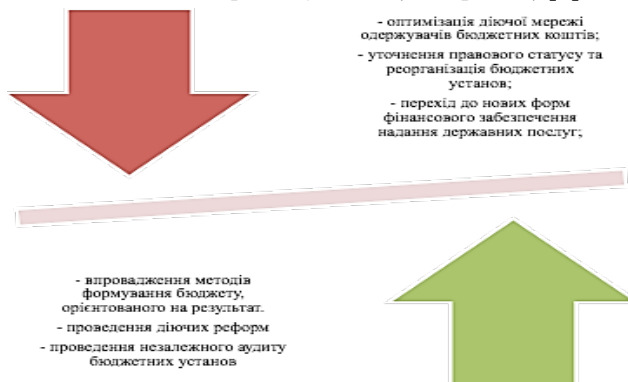 - оптимізація діючої мережі
одержувачів бюджетних коштів;
- уточнення правового статусу та
реорганізація бюджетних
установ;
- перехід до нових форм
фінансового забезпечення
надання державних послуг;
- впровадження методів
формування бюджету,
орієнтованого на результат.
- проведення діючих реформ
- проведення незалежного аудиту
бюджетних установ